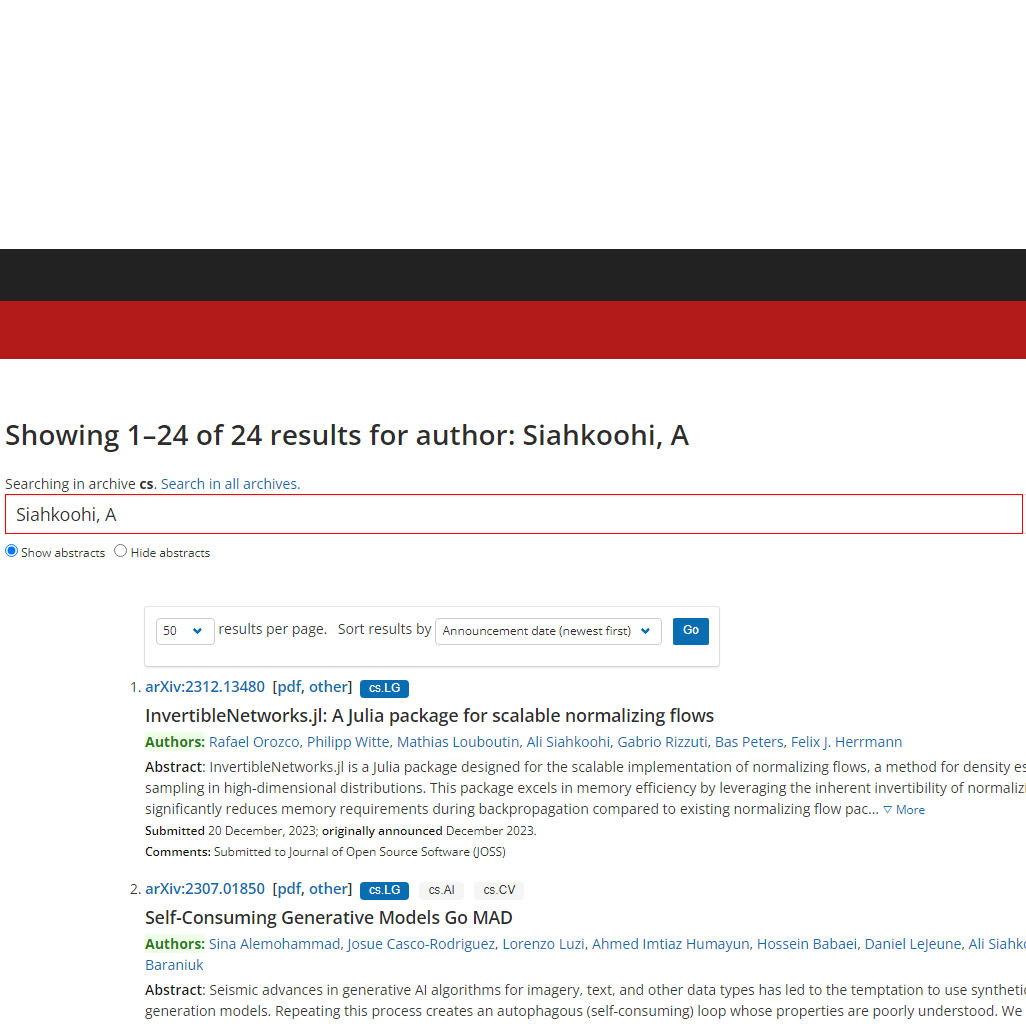 Showing 1–24 of 24 results for author: Siahkoohi, A
Searching in archive cs. Search in all archives.
Siahkoohi, A
Show abstracts Hide abstracts
50 results per page. Sort results by Announcement date (newest first) Go
1. arXiv:2312.13480 [pdf, other] cs.LG
InvertibleNetworks.jl: A Julia package for scalable normalizing flows
Authors: Rafael Orozco, Philipp Witte, Mathias Louboutin, Ali Siahkoohi, Gabrio Rizzuti, Bas Peters, Felix J. Herrmann
Abstract: InvertibleNetworks.jl is a Julia package designed for the scalable implementation of normalizing flows, a method for density
sampling in high-dimensional distributions. This package excels in memory efficiency by leveraging the inherent invertibility of
significantly reduces memory requirements during backpropagation compared to existing normalizing flow pac… ▽ More
Submitted 20 December, 2023; originally announced December 2023.
Comments: Submitted to Journal of Open Source Software (JOSS)
2. arXiv:2307.01850 [pdf, other] cs.LG cs.AI cs.CV
Self-Consuming Generative Models Go MAD
Authors: Sina Alemohammad, Josue Casco-Rodriguez, Lorenzo Luzi, Ahmed Imtiaz Humayun, Hossein Babaei, Daniel LeJeune, Ali
Baraniuk
Abstract: Seismic advances in generative AI algorithms for imagery, text, and other data types has led to the temptation to use
generation models. Repeating this process creates an autophagous (self-consuming) loop whose properties are poorly understood. We